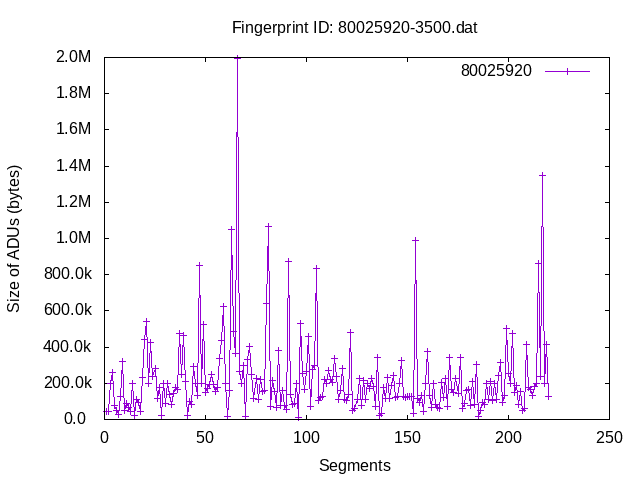 Fingerprint ID: 80025920-3500.dat
80025920
2.0M
1.8M
1.6M
1.4M
1.2M
1.0M
800.0k
600.0k
400.0k
200.0k
0.0
0 50 100 150 200 250
Size of ADUs (bytes)
Segments